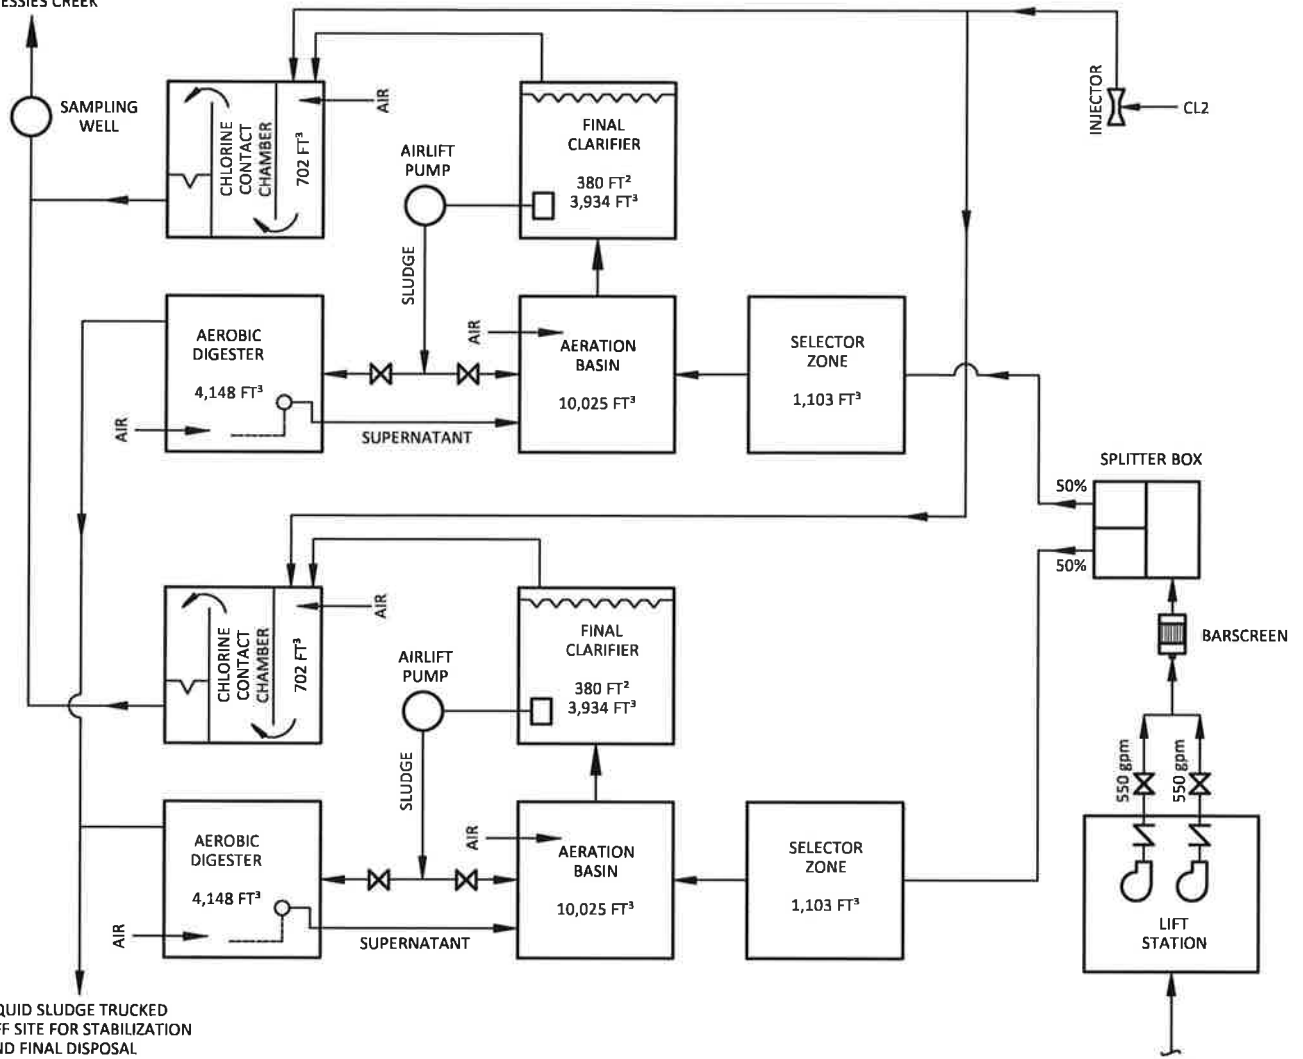 ESSIES CREEK
SAMPLING
WELL
CHLORINE
CONTACT
CHAMBER
702 FT³
AIR
AIRLIFT
PUMP
FINAL
CLARIFIER
380 FT²
3,934 FT³
INJECTOR
CL2
SLUDGE
AEROBIC
DIGESTER
4,148 FT³
AIR
SUPERNATANT
AIR
AERATION
BASIN
10,025 FT³
SELECTOR
ZONE
1,103 FT³
SPLITTER BOX
50%
50%
BARSCREEN
CHLORINE
CONTACT
CHAMBER
702 FT³
AIR
AIRLIFT
PUMP
FINAL
CLARIFIER
380 FT²
3,934 FT³
SLUDGE
AEROBIC
DIGESTER
4,148 FT³
AIR
SUPERNATANT
AIR
AERATION
BASIN
10,025 FT³
SELECTOR
ZONE
1,103 FT³
550 gpm
550 gpm
LIFT
STATION
QUID SLUDGE TRUCKED
FF SITE FOR STABILIZATION
ND FINAL DISPOSAL